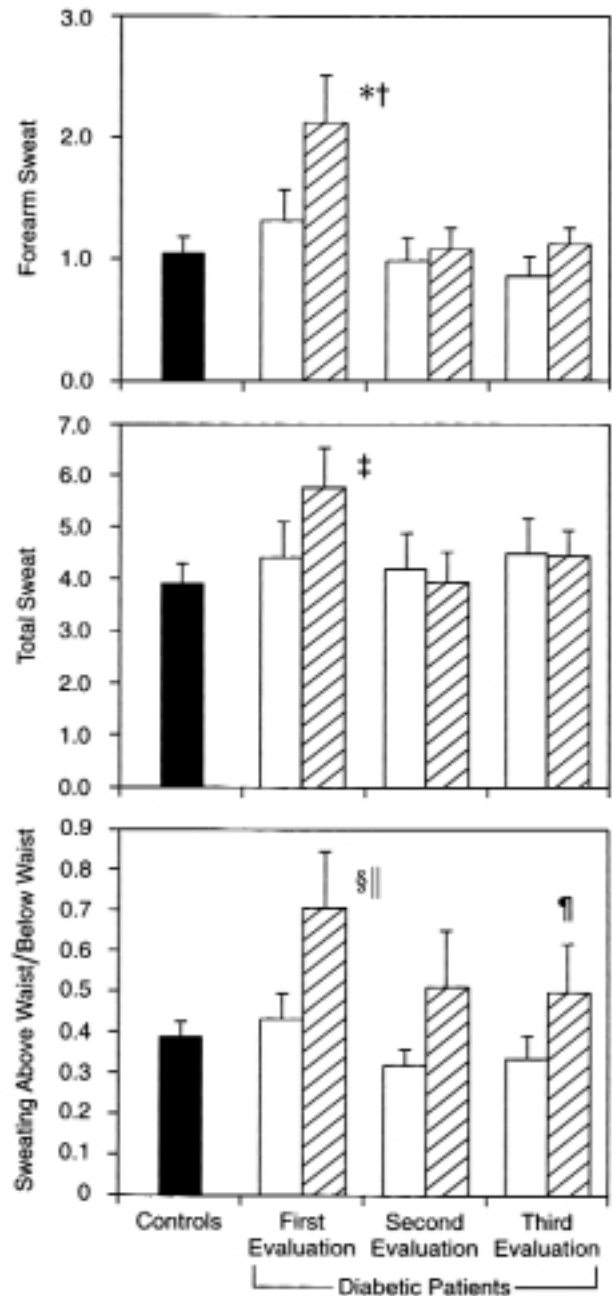 Forearm Sweat
3.0
2.0
1.0
0.0
*†
Total Sweat
7.0
6.0
5.0
4.0
3.0
2.0
1.0
0.0
‡
Sweating Above Waist/Below Waist
0.9
0.8
0.7
0.6
0.5
0.4
0.3
0.2
0.1
0
§||
¶
Controls
First
Evaluation
Second
Evaluation
Third
Evaluation
Diabetic Patients